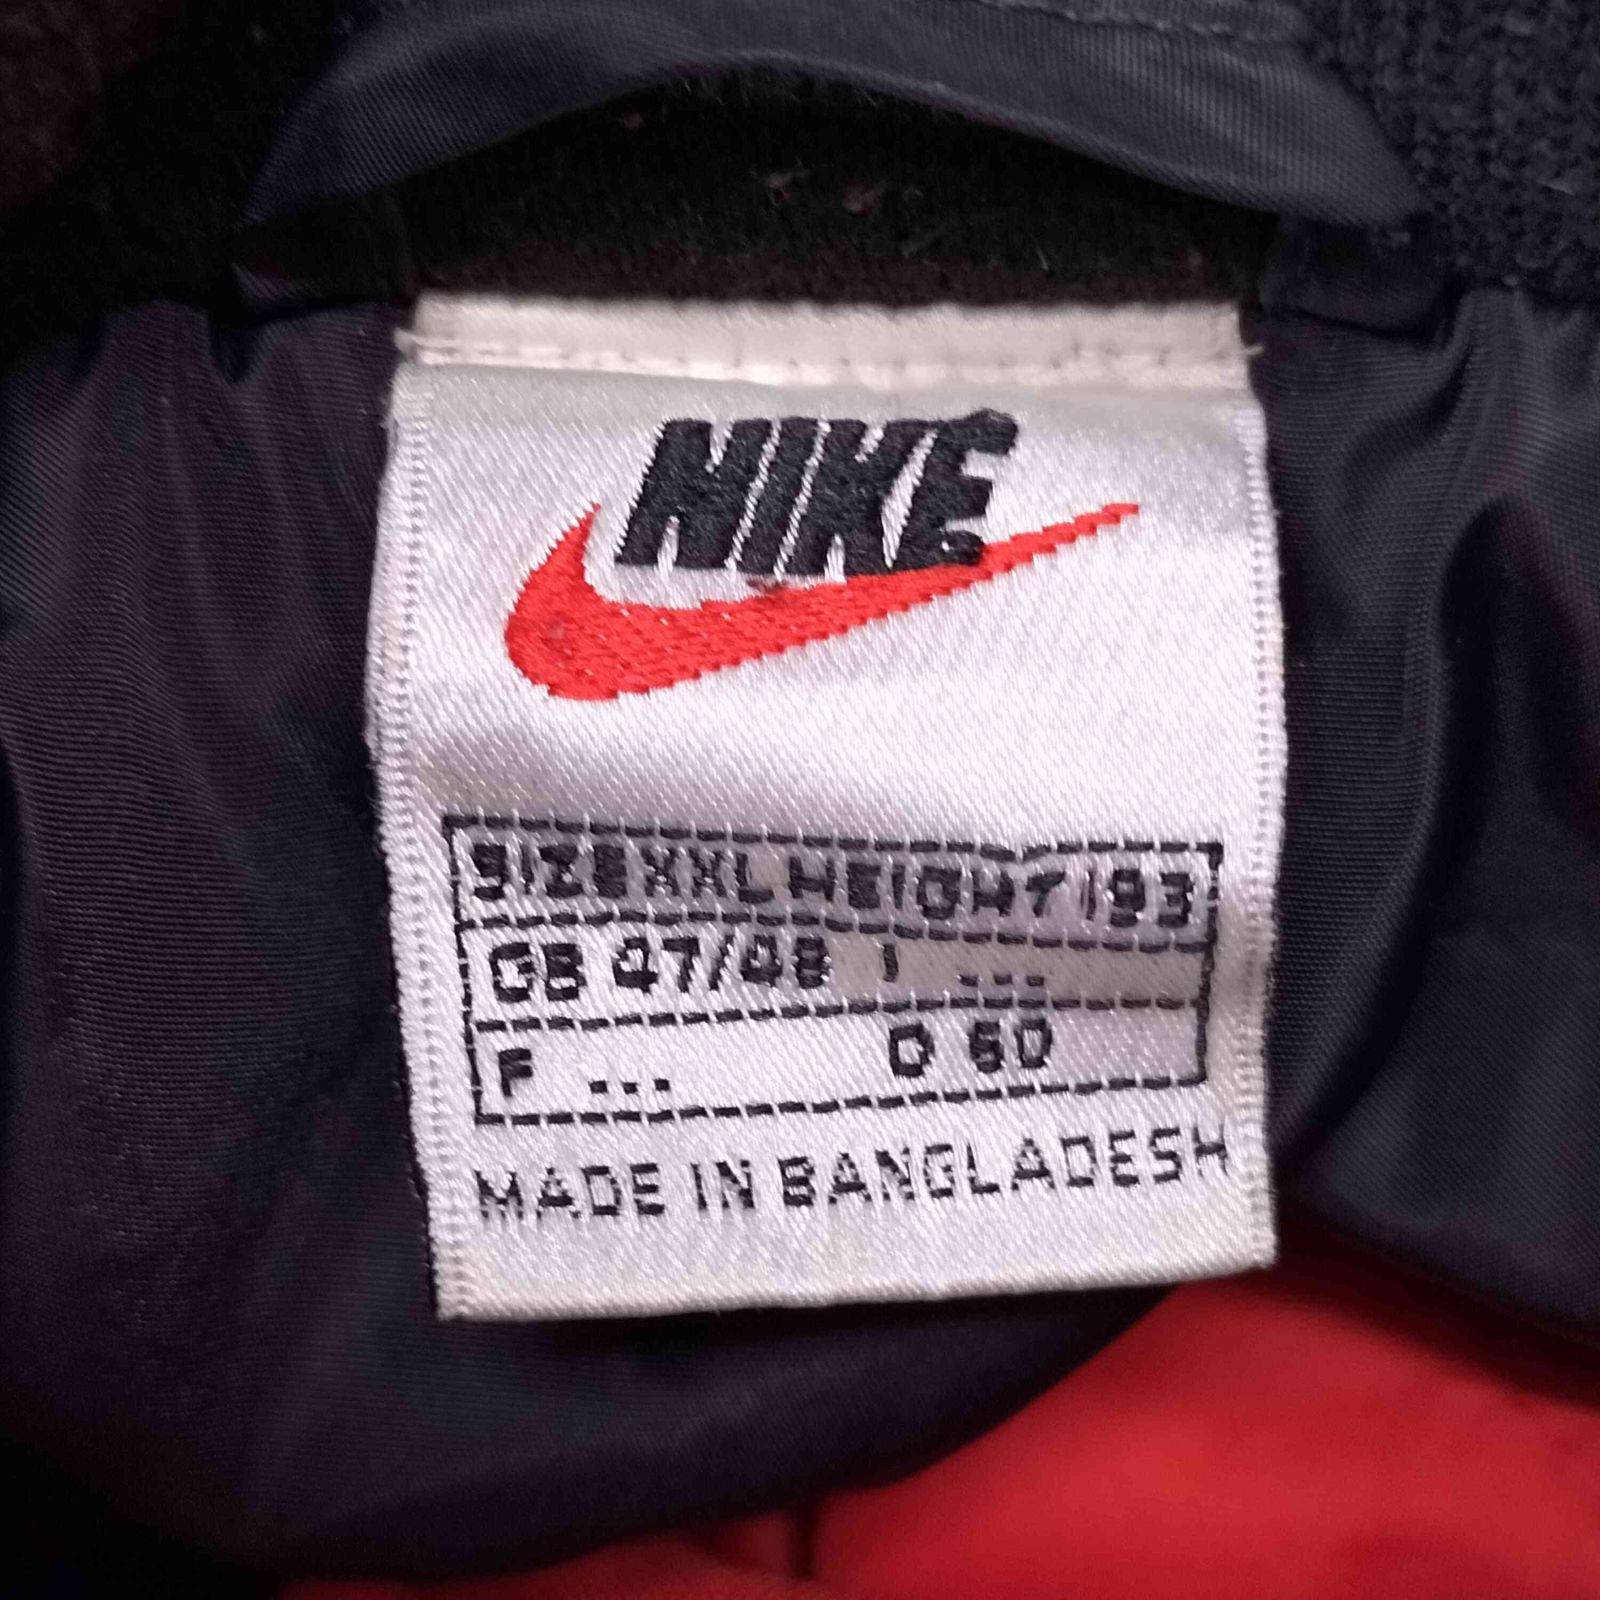 NIKE
SIZE XXL HEIGHT 193
GB 47/48 I ...
F ... D 60
MADE IN BANGLADESH